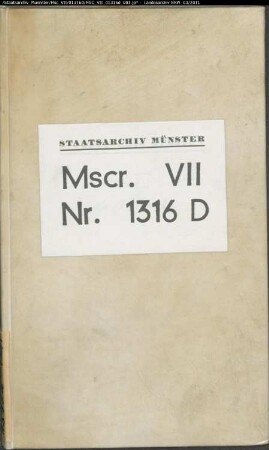 STAATSARCHIV MÜNSTER
Mscr. VII
Nr. 1316 D